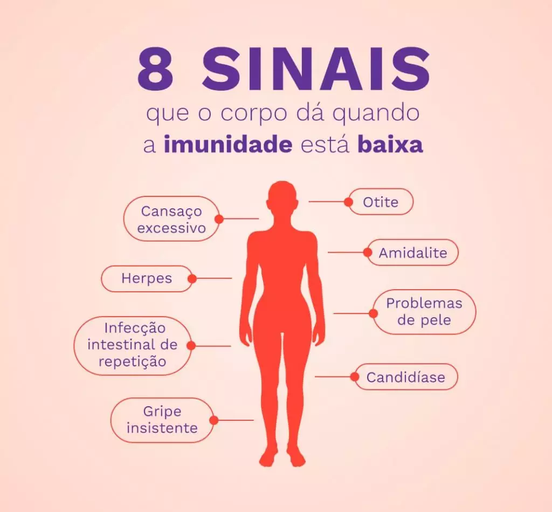 8 SINAIS
que o corpo dá quando
a imunidade está baixa
Cansaço
excessivo
Herpes
Infecção
intestinal de
repetição
Gripe
insistente
Otite
Amidalite
Problemas
de pele
Candidíase